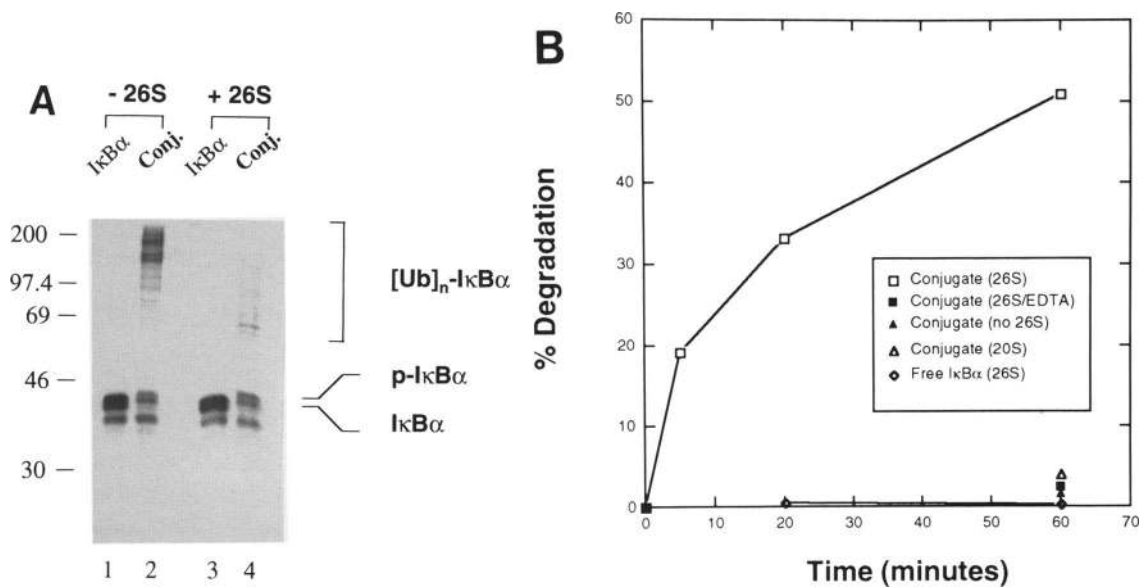 A
- 26S + 26S
IκBα Conj. IκBα Conj.
200
97.4
69
46
30
[Ub]n-IκBα
p-IκBα
IκBα
1 2 3 4
B
% Degradation
60
50
40
30
20
10
0
0 10 20 30 40 50 60 70
Time (minutes)
Conjugate (26S)
Conjugate (26S/EDTA)
Conjugate (no 26S)
Conjugate (20S)
Free IκBα (26S)